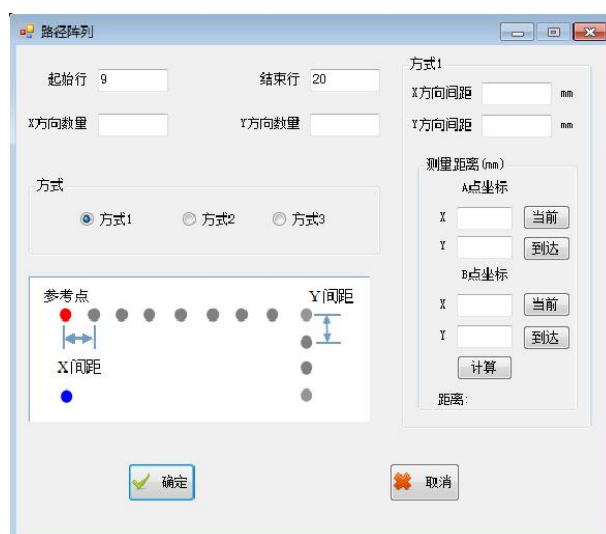 路径阵列
起始行 9 结束行 20
X方向数量 Y方向数量
方式
方式1 方式2 方式3
参考点 Y间距
X间距
确定 取消
方式1
X方向间距 mm
Y方向间距 mm
测量距离(mm)
A点坐标
X 当前
Y 到达
B点坐标
X 当前
Y 到达
计算
距离: